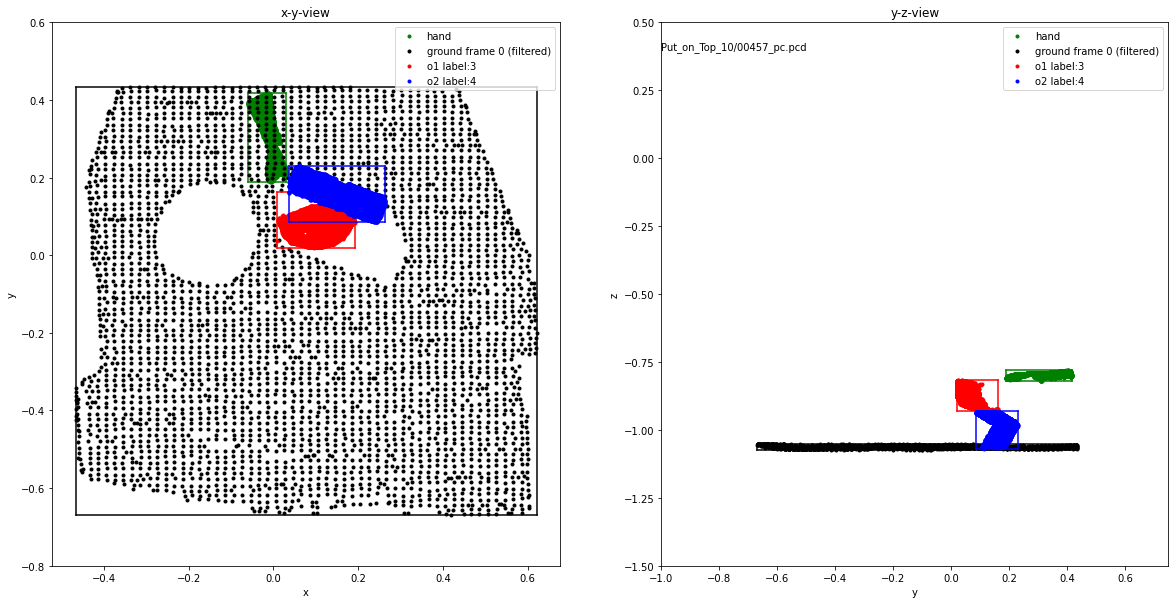 x-y-view
hand
ground frame 0 (filtered)
o1 label:3
o2 label:4
0.6
0.4
0.2
0.0
−0.2
−0.4
−0.6
−0.8
y
−0.4
−0.2
0.0
0.2
0.4
0.6
x
y-z-view
Put_on_Top_10/00457_pc.pcd
hand
ground frame 0 (filtered)
o1 label:3
o2 label:4
0.50
0.25
0.00
−0.25
−0.50
−0.75
−1.00
−1.25
−1.50
z
−1.0
−0.8
−0.6
−0.4
−0.2
0.0
0.2
0.4
0.6
y